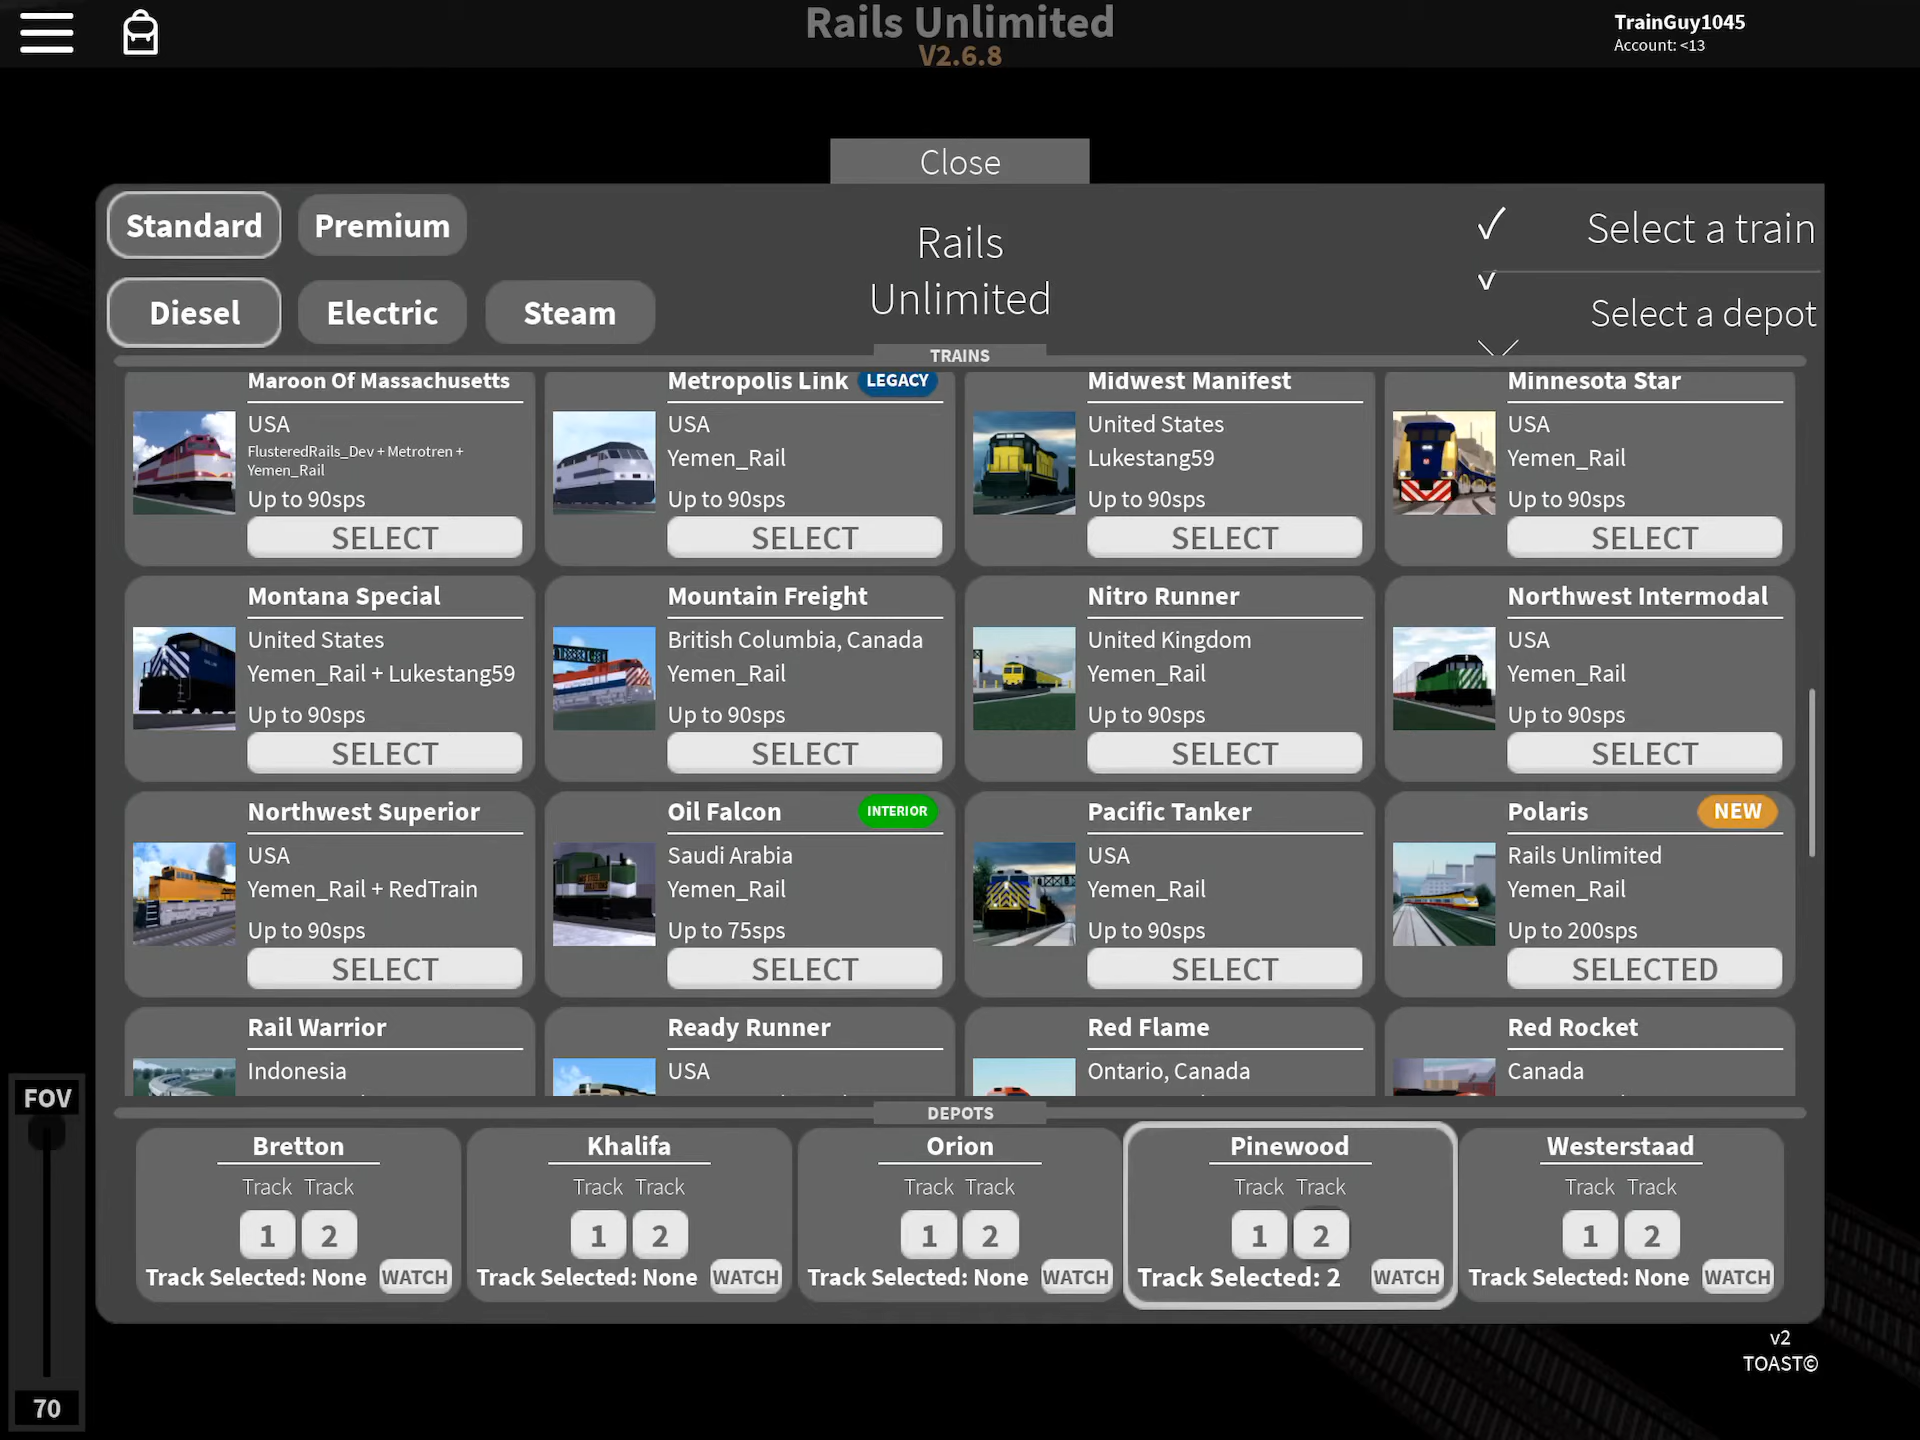 Rails Unlimited
V2.6.8
TrainGuy1045
Account: <13
Close
Standard
Premium
Rails
Unlimited
Select a train
Diesel
Electric
Steam
Select a depot
TRAINS
Maroon Of Massachusetts
USA
FlusteredRails_Dev + Metrotren +
Yemen_Rail
Up to 90sps
SELECT
Metropolis Link
LEGACY
USA
Yemen_Rail
Up to 90sps
SELECT
Midwest Manifest
United States
Lukestang59
Up to 90sps
SELECT
Minnesota Star
USA
Yemen_Rail
Up to 90sps
SELECT
Montana Special
United States
Yemen_Rail + Lukestang59
Up to 90sps
SELECT
Mountain Freight
British Columbia, Canada
Yemen_Rail
Up to 90sps
SELECT
Nitro Runner
United Kingdom
Yemen_Rail
Up to 90sps
SELECT
Northwest Intermodal
USA
Yemen_Rail
Up to 90sps
SELECT
Northwest Superior
USA
Yemen_Rail + RedTrain
Up to 90sps
SELECT
Oil Falcon
INTERIOR
Saudi Arabia
Yemen_Rail
Up to 75sps
SELECT
Pacific Tanker
USA
Yemen_Rail
Up to 90sps
SELECT
Polaris
NEW
Rails Unlimited
Yemen_Rail
Up to 200sps
SELECTED
Rail Warrior
Indonesia
Ready Runner
USA
Red Flame
Ontario, Canada
Red Rocket
Canada
DEPOTS
Bretton
Track Track
1 2
Track Selected: None
WATCH
Khalifa
Track Track
1 2
Track Selected: None
WATCH
Orion
Track Track
1 2
Track Selected: None
WATCH
Pinewood
Track Track
1 2
Track Selected: 2
WATCH
Westerstaad
Track Track
1 2
Track Selected: None
WATCH
FOV
70
v2
TOAST©